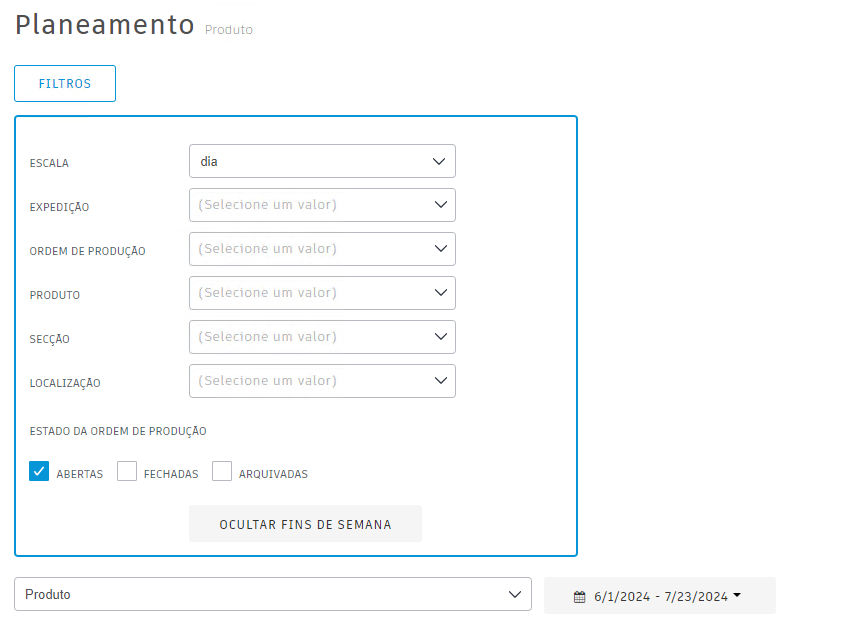 Planeamento Produto
FILTROS
ESCALA dia
EXPEDIÇÃO (Selecione um valor)
ORDEM DE PRODUÇÃO (Selecione um valor)
PRODUTO (Selecione um valor)
SECÇÃO (Selecione um valor)
LOCALIZAÇÃO (Selecione um valor)
ESTADO DA ORDEM DE PRODUÇÃO
ABERTAS FECHADAS ARQUIVADAS
OCULTAR FINS DE SEMANA
Produto 6/1/2024 - 7/23/2024